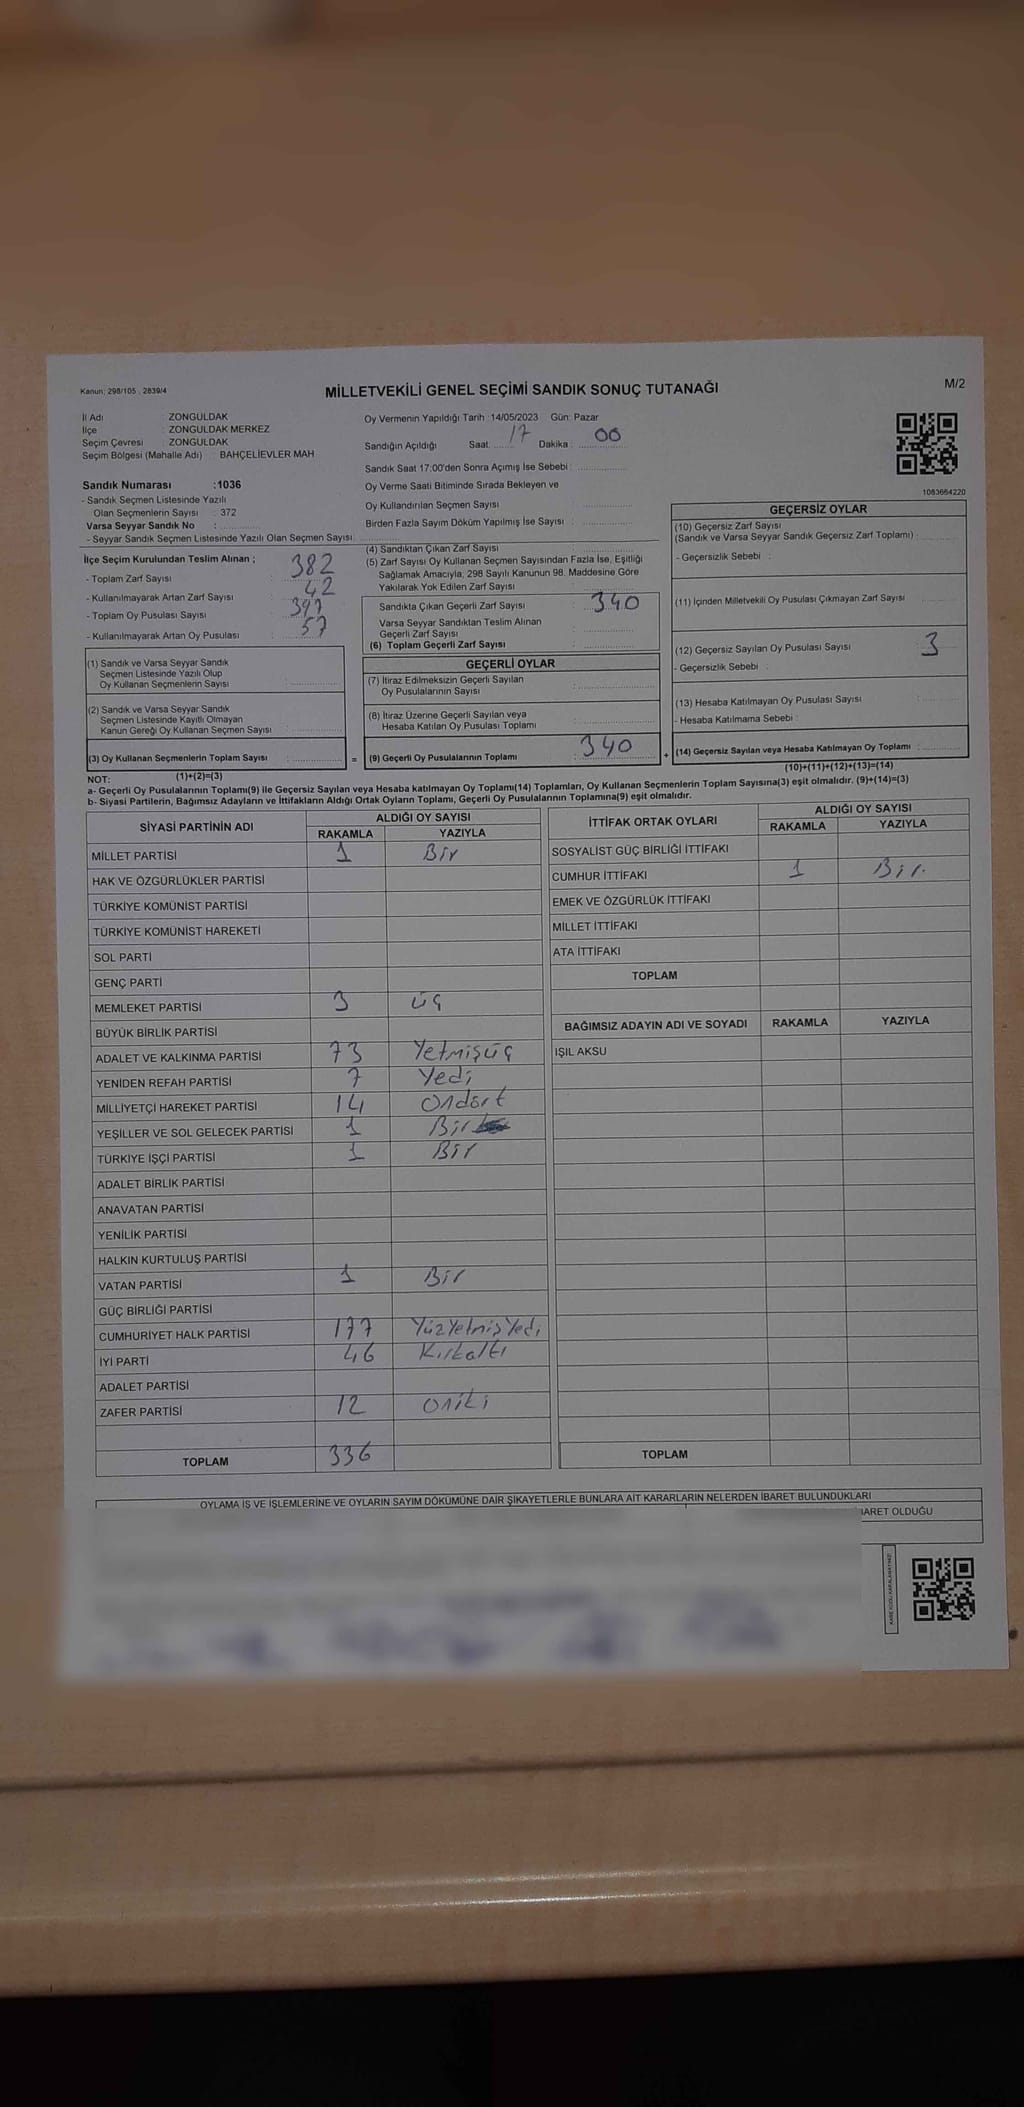 Kanun: 298/105 , 2839/4
MİLLETVEKİLİ GENEL SEÇİMİ SANDIK SONUÇ TUTANAĞI
M/2
İl Adı : ZONGULDAK
İlçe : ZONGULDAK MERKEZ
Seçim Çevresi : ZONGULDAK
Seçim Bölgesi (Mahalle Adı) : BAHÇELİEVLER MAH
Sandık Numarası :1036
- Sandık Seçmen Listesinde Yazılı
Olan Seçmenlerin Sayısı : 372
Varsa Seyyar Sandık No :
- Seyyar Sandık Seçmen Listesinde Yazılı Olan Seçmen Sayısı
İlçe Seçim Kurulundan Teslim Alınan ;
- Toplam Zarf Sayısı : 382
- Kullanılmayarak Artan Zarf Sayısı : 42
- Toplam Oy Pusulası Sayısı : 397
- Kullanılmayarak Artan Oy Pusulası : 57
(1) Sandık ve Varsa Seyyar Sandık
Seçmen Listesinde Yazılı Olup
Oy Kullanan Seçmenlerin Sayısı :
(2) Sandık ve Varsa Seyyar Sandık
Seçmen Listesinde Kayıtlı Olmayan
Kanun Gereği Oy Kullanan Seçmen Sayısı :
(3) Oy Kullanan Seçmenlerin Toplam Sayısı :
(1)+(2)=(3)
Oy Vermenin Yapıldığı Tarih :14/05/2023 Gün: Pazar
Sandığın Açıldığı Saat: 17 Dakika : 00
Sandık Saat 17:00'den Sonra Açımış İse Sebebi :
Oy Verme Saati Bitiminde Sırada Bekleyen ve
Oy Kullandırılan Seçmen Sayısı :
Birden Fazla Sayım Döküm Yapılmış İse Sayısı :
(4) Sandıktan Çıkan Zarf Sayısı :
(5) Zarf Sayısı Oy Kullanan Seçmen Sayısından Fazla İse, Eşitliği
Sağlamak Amacıyla, 298 Sayılı Kanunun 98. Maddesine Göre
Yakılarak Yok Edilen Zarf Sayısı :
Sandıkta Çıkan Geçerli Zarf Sayısı : 340
Varsa Seyyar Sandıktan Teslim Alınan
Geçerli Zarf Sayısı :
(6) Toplam Geçerli Zarf Sayısı :
GEÇERLİ OYLAR
(7) İtiraz Edilmeksizin Geçerli Sayılan
Oy Pusulalarının Sayısı :
(8) İtiraz Üzerine Geçerli Sayılan veya
Hesaba Katılan Oy Pusulası Toplamı :
= (9) Geçerli Oy Pusulalarının Toplamı : 340 +
1083664220
GEÇERSİZ OYLAR
(10) Geçersiz Zarf Sayısı
(Sandık ve Varsa Seyyar Sandık Geçersiz Zarf Toplamı) :
- Geçersizlik Sebebi :
(11) İçinden Milletvekili Oy Pusulası Çıkmayan Zarf Sayısı
(12) Geçersiz Sayılan Oy Pusulası Sayısı : 3
- Geçersizlik Sebebi :
(13) Hesaba Katılmayan Oy Pusulası Sayısı :
- Hesaba Katılmama Sebebi :
(14) Geçersiz Sayılan veya Hesaba Katılmayan Oy Toplamı :
(10)+(11)+(12)+(13)=(14)
NOT:
a- Geçerli Oy Pusulalarının Toplamı(9) ile Geçersiz Sayılan veya Hesaba katılmayan Oy Toplamı(14) Toplamları, Oy Kullanan Seçmenlerin Toplam Sayısına(3) eşit olmalıdır. (9)+(14)=(3)
b- Siyasi Partilerin, Bağımsız Adayların ve İttifakların Aldığı Ortak Oyların Toplamı, Geçerli Oy Pusulalarının Toplamına(9) eşit olmalıdır.
SİYASİ PARTİNİN ADI ALDIĞI OY SAYISI
RAKAMLA YAZIYLA
MİLLET PARTİSİ 1 Bir
HAK VE ÖZGÜRLÜKLER PARTİSİ
TÜRKİYE KOMÜNİST PARTİSİ
TÜRKİYE KOMÜNİST HAREKETİ
SOL PARTİ
GENÇ PARTİ
MEMLEKET PARTİSİ 3 üç
BÜYÜK BİRLİK PARTİSİ
ADALET VE KALKINMA PARTİSİ 73 Yetmişüç
YENİDEN REFAH PARTİSİ 7 Yedi
MİLLİYETÇİ HAREKET PARTİSİ 14 Ondört
YEŞİLLER VE SOL GELECEK PARTİSİ 1 Bir
TÜRKİYE İŞÇİ PARTİSİ 1 Bir
ADALET BİRLİK PARTİSİ
ANAVATAN PARTİSİ
YENİLİK PARTİSİ
HALKIN KURTULUŞ PARTİSİ
VATAN PARTİSİ 1 Bir
GÜÇ BİRLİĞİ PARTİSİ
CUMHURİYET HALK PARTİSİ 177 YüzYetmişYedi
İYİ PARTİ 46 Kırkaltı
ADALET PARTİSİ
ZAFER PARTİSİ 12 oniki
TOPLAM 336
İTTİFAK ORTAK OYLARI ALDIĞI OY SAYISI
RAKAMLA YAZIYLA
SOSYALİST GÜÇ BİRLİĞİ İTTİFAKI
CUMHUR İTTİFAKI 1 Bir.
EMEK VE ÖZGÜRLÜK İTTİFAKI
MİLLET İTTİFAKI
ATA İTTİFAKI
TOPLAM
BAĞIMSIZ ADAYIN ADI VE SOYADI RAKAMLA YAZIYLA
IŞIL AKSU
TOPLAM
OYLAMA İŞ VE İŞLEMLERİNE VE OYLARIN SAYIM DÖKÜMÜNE DAİR ŞİKAYETLERLE BUNLARA AİT KARARLARIN NELERDEN İBARET BULUNDUKLARI
İBARET OLDUĞU